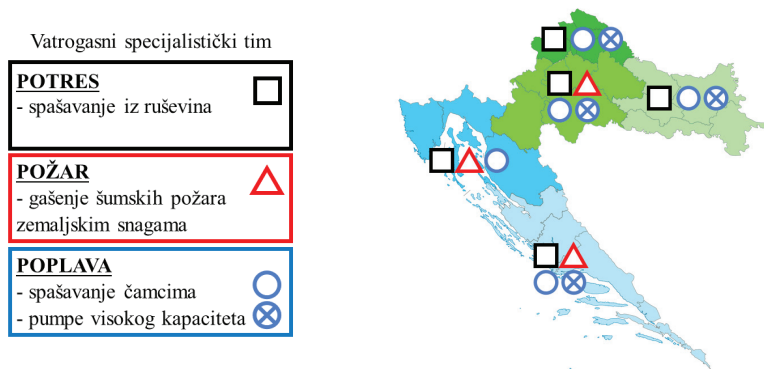 Vatrogasni specijalistički tim
POTRES
- spašavanje iz ruševina
POŽAR
- gašenje šumskih požara
zemaljskim snagama
POPLAVA
- spašavanje čamcima
- pumpe visokog kapaciteta